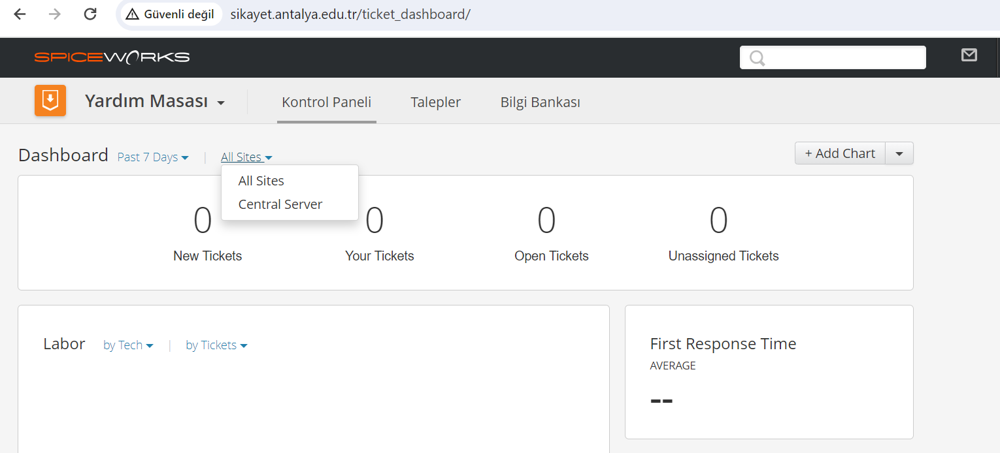 Güvenli değil sikayet.antalya.edu.tr/ticket_dashboard/
SPICEWORKS
Yardım Masası Kontrol Paneli Talepler Bilgi Bankası
Dashboard Past 7 Days | All Sites + Add Chart
All Sites
Central Server
0 0 0 0
New Tickets Your Tickets Open Tickets Unassigned Tickets
Labor by Tech | by Tickets
First Response Time
AVERAGE
--